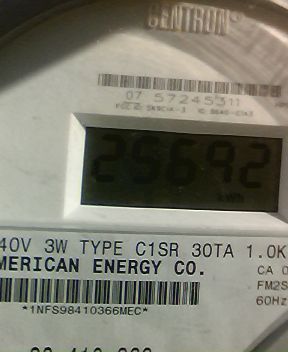 CENTRON®
07 57245311
25692
kWh
40V 3W TYPE C1SR 30TA 1.0K
MERICAN ENERGY CO.
CA 0
FM2S
60Hz
*1NFS98410366MEC*